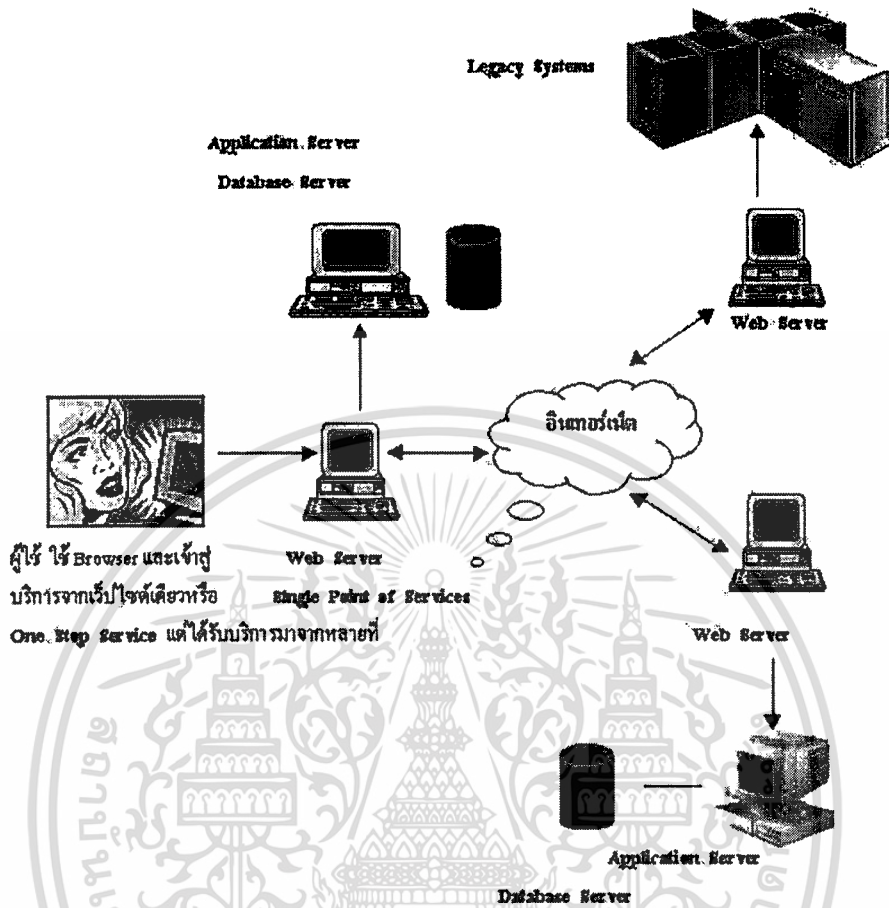 Legacy Systems
Application Server
Database Server
Web Server
อินเทอร์เน็ต
ผู้ใช้ ใช้ Browser และเข้าสู่
บริการจากเว็ปไซต์เดียวหรือ
One Stop Service แต่ได้รับบริการมาจากหลายที่
Web Server
Single Point of Services
Web Server
Application Server
Database Server